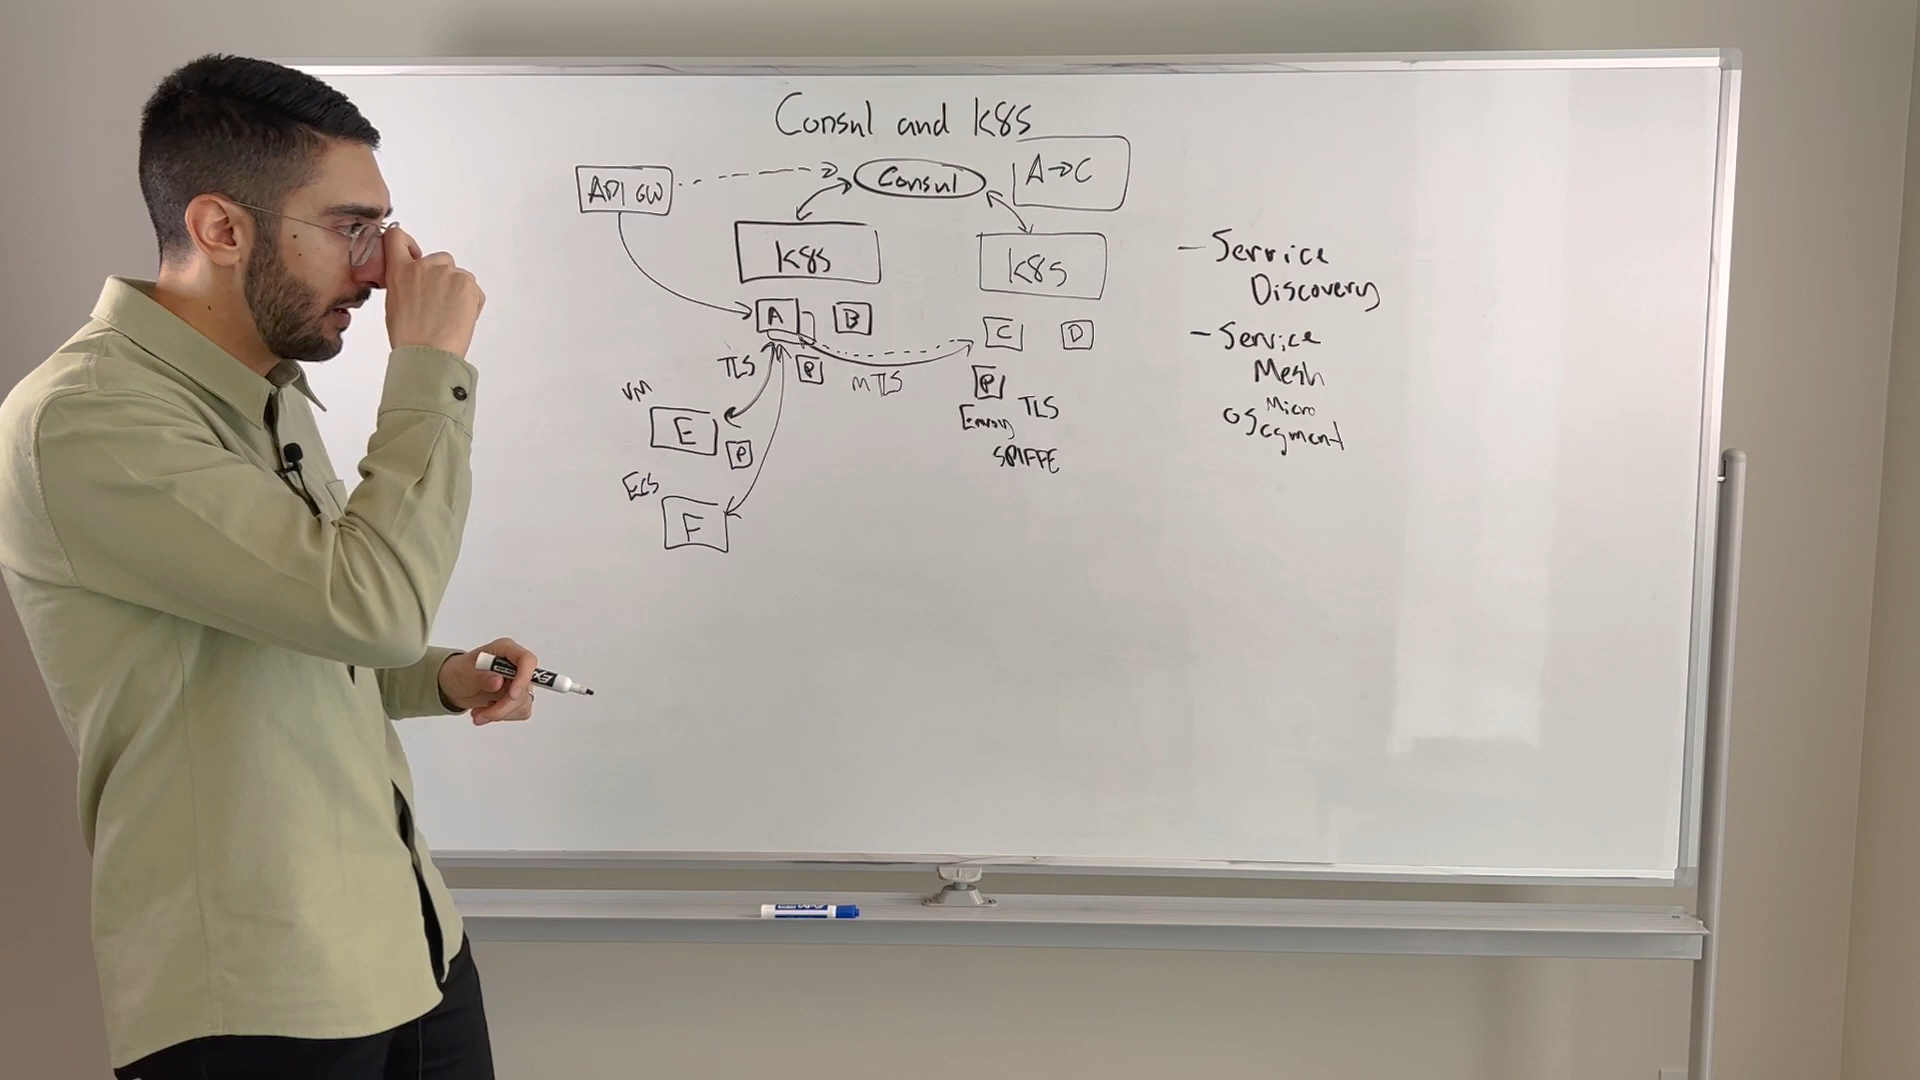 Consul and K8S
API GW
Consul
A→C
K8S
K8S
A
B
C
D
TLS
P
mTLS
P
TLS
Envoy
SPIFFE
VM
E
P
ECS
F
- Service
Discovery
- Service
Mesh
Micro
Segment